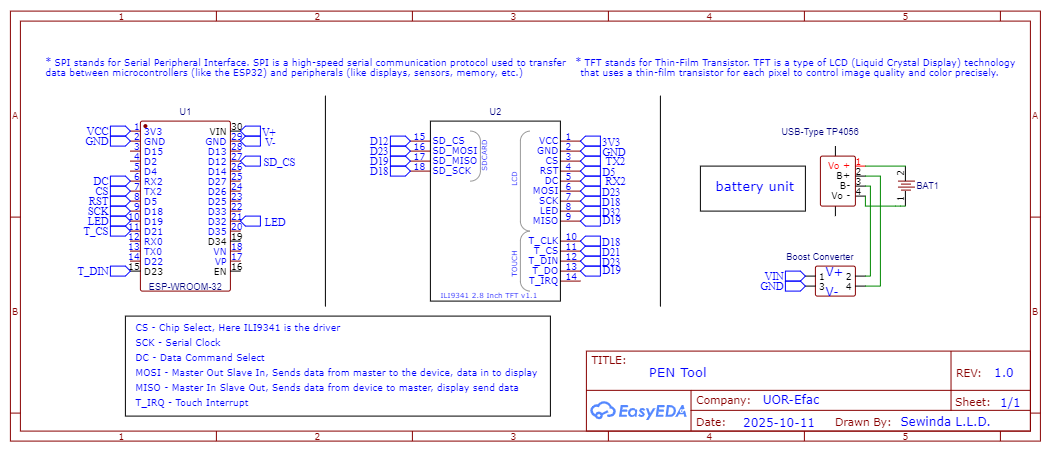 1 2 3 4 5
* SPI stands for Serial Peripheral Interface. SPI is a high-speed serial communication protocol used to transfer
data between microcontrollers (like the ESP32) and peripherals (like displays, sensors, memory, etc.)
* TFT stands for Thin-Film Transistor. TFT is a type of LCD (Liquid Crystal Display) technology
that uses a thin-film transistor for each pixel to control image quality and color precisely.
A
A
U1
VCC 1 3V3
GND 2 GND
3 D15
4 D2
5 D4
DC 6 RX2
CS 7 TX2
RST 8 D5
SCK 9 D18
LED 10 D19
T_CS 11 D21
12 RX0
13 TX0
14 D22
T_DIN 15 D23
VIN 30 V+
GND 29 V-
D13 28
D12 27 SD_CS
D14 26
D27 25
D26 24
D25 23
D33 22
D32 21 LED
D35 20
D34 19
VN 18
VP 17
EN 16
ESP-WROOM-32
U2
D12 15 SD_CS
D23 16 SD_MOSI
D19 17 SD_MISO
D18 18 SD_SCK
SDCARD
LCD
VCC 1 3V3
GND 2 GND
CS 3 TX2
RST 4 D5
DC 5 RX2
MOSI 6 D23
SCK 7 D18
LED 8 D32
MISO 9 D19
TOUCH
T_CLK 10 D18
T_CS 11 D21
T_DIN 12 D23
T_DO 13 D19
T_IRQ 14
ILI9341 2.8 Inch TFT v1.1
USB-Type TP4056
battery unit
Vo + 1
B+ 2
B- 3
Vo - 4
2
BAT1
1
Boost Converter
VIN 1 V+ 2
GND 3 V- 4
B
B
CS - Chip Select, Here ILI9341 is the driver
SCK - Serial Clock
DC - Data Command Select
MOSI - Master Out Slave In, Sends data from master to the device, data in to display
MISO - Master In Slave Out, Sends data from device to master, display send data
T_IRQ - Touch Interrupt
TITLE:
PEN Tool
REV: 1.0
EasyEDA
Company: UOR-Efac
Sheet: 1/1
Date: 2025-10-11 Drawn By: Sewinda L.L.D.
1 2 3 4 5